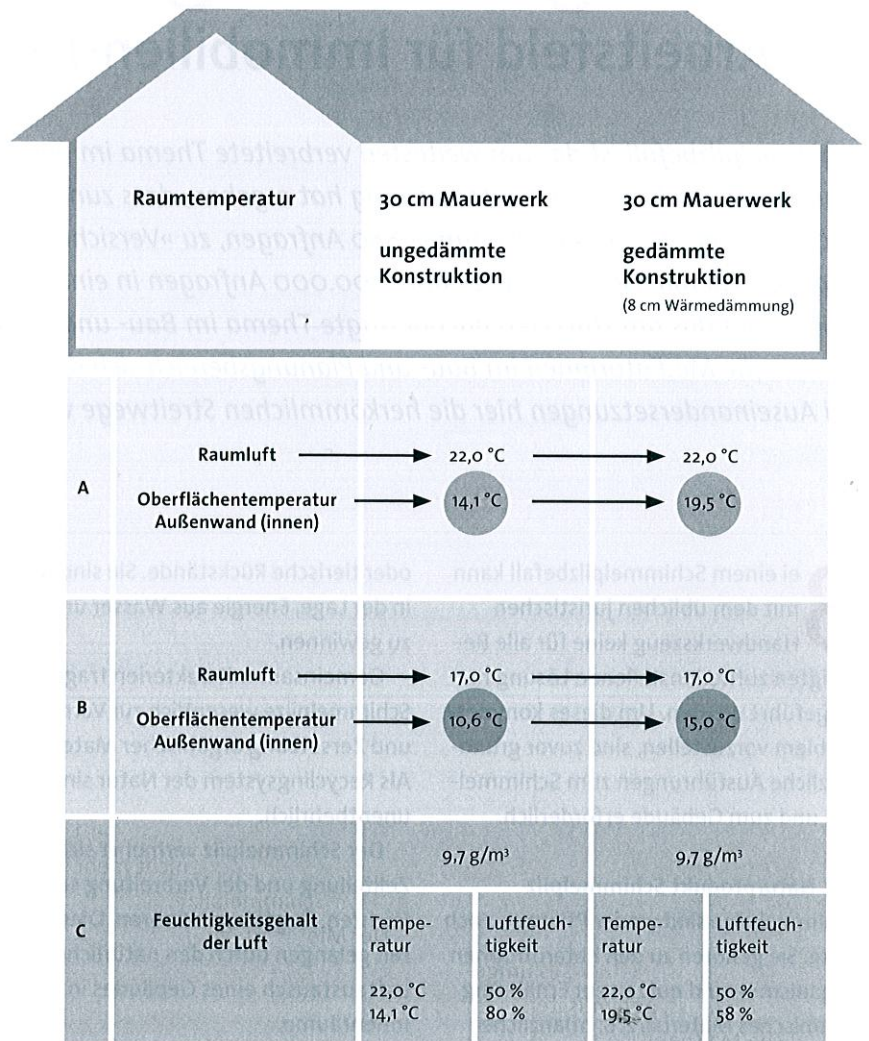 Raumtemperatur
30 cm Mauerwerk
ungedämmte
Konstruktion
30 cm Mauerwerk
gedämmte
Konstruktion
(8 cm Wärmedämmung)
A
Raumluft 22,0 °C 22,0 °C
Oberflächentemperatur 14,1 °C 19,5 °C
Außenwand (innen)
B
Raumluft 17,0 °C 17,0 °C
Oberflächentemperatur 10,6 °C 15,0 °C
Außenwand (innen)
9,7 g/m³ 9,7 g/m³
C
Feuchtigkeitsgehalt
der Luft
Tempe-
ratur
22,0 °C
14,1 °C
Luftfeuch-
tigkeit
50 %
80 %
Tempe-
ratur
22,0 °C
19,5 °C
Luftfeuch-
tigkeit
50 %
58 %